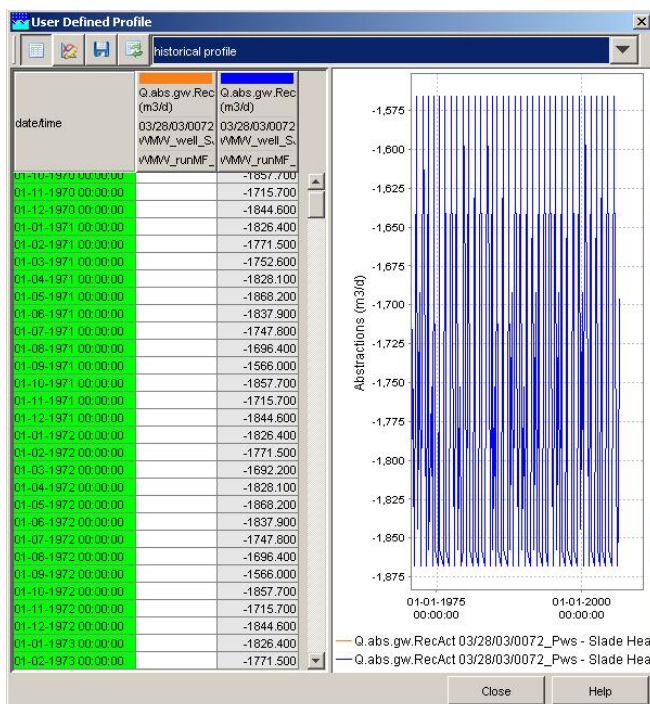 User Defined Profile
historical profile
date/time
Q.abs.gw.Rec Q.abs.gw.Rec
(m3/d) (m3/d)
03/28/03/0072 03/28/03/0072
WMW_well_S WMW_well_S
WMW_runMF_ WMW_runMF_
01-10-1970 00:00:00 -1857.700
01-11-1970 00:00:00 -1715.700
01-12-1970 00:00:00 -1844.600
01-01-1971 00:00:00 -1826.400
01-02-1971 00:00:00 -1771.500
01-03-1971 00:00:00 -1752.600
01-04-1971 00:00:00 -1828.100
01-05-1971 00:00:00 -1868.200
01-06-1971 00:00:00 -1837.900
01-07-1971 00:00:00 -1747.800
01-08-1971 00:00:00 -1696.400
01-09-1971 00:00:00 -1566.000
01-10-1971 00:00:00 -1857.700
01-11-1971 00:00:00 -1715.700
01-12-1971 00:00:00 -1844.600
01-01-1972 00:00:00 -1826.400
01-02-1972 00:00:00 -1771.500
01-03-1972 00:00:00 -1692.200
01-04-1972 00:00:00 -1828.100
01-05-1972 00:00:00 -1868.200
01-06-1972 00:00:00 -1837.900
01-07-1972 00:00:00 -1747.800
01-08-1972 00:00:00 -1696.400
01-09-1972 00:00:00 -1566.000
01-10-1972 00:00:00 -1857.700
01-11-1972 00:00:00 -1715.700
01-12-1972 00:00:00 -1844.600
01-01-1973 00:00:00 -1826.400
01-02-1973 00:00:00 -1771.500
Abstractions (m3/d)
-1,575
-1,600
-1,625
-1,650
-1,675
-1,700
-1,725
-1,750
-1,775
-1,800
-1,825
-1,850
-1,875
01-01-1975 01-01-2000
00:00:00 00:00:00
Q.abs.gw.RecAct 03/28/03/0072_Pws - Slade Hea
Q.abs.gw.RecAct 03/28/03/0072_Pws - Slade Hea
Close Help